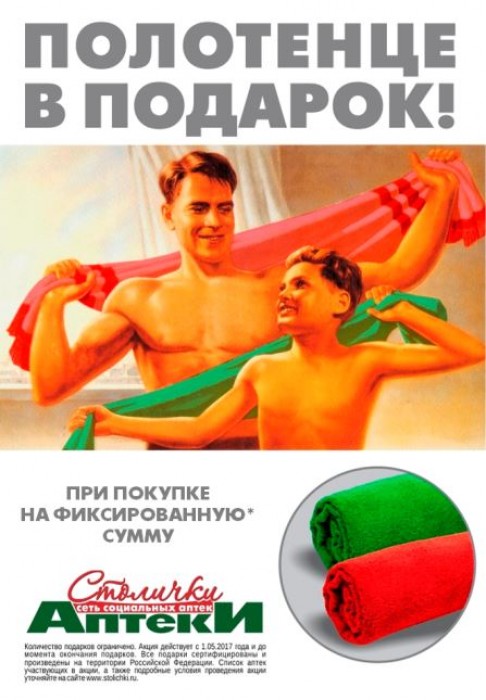 ПОЛОТЕНЦЕ
В ПОДАРОК!
ПРИ ПОКУПКЕ
НА ФИКСИРОВАННУЮ*
СУММУ
Столички
сеть социальных аптек
АптекИ
Количество подарков ограничено. Акция действует с 1.05.2017 года и до
момента окончания подарков. Все подарки сертифицированы и
произведены на территории Российской Федерации. Список аптек
участвующих в акции, а также подробные условия проведения акции
уточняйте на сайте www.stolichki.ru.